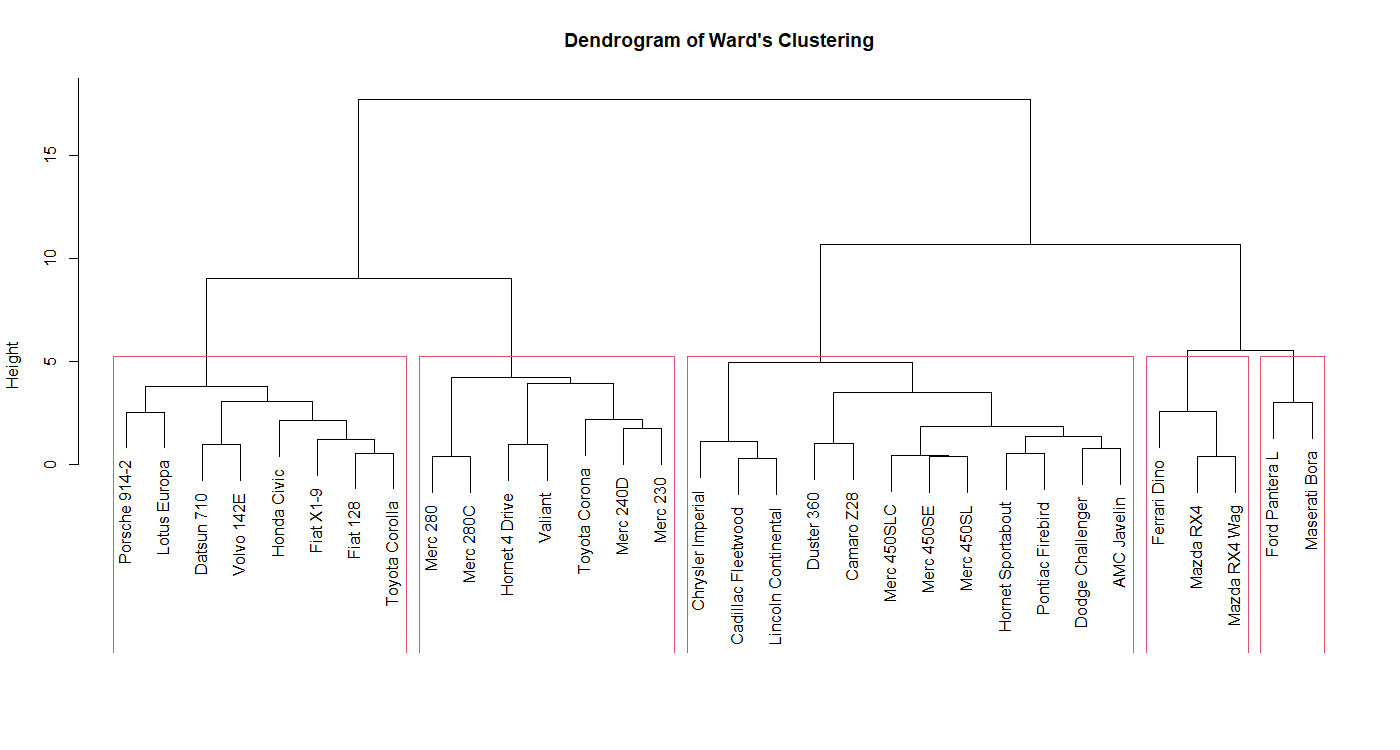 Dendrogram of Ward's Clustering
Height
15
10
5
0
Porsche 914-2
Lotus Europa
Datsun 710
Volvo 142E
Honda Civic
Fiat X1-9
Fiat 128
Toyota Corolla
Merc 280
Merc 280C
Hornet 4 Drive
Valiant
Toyota Corona
Merc 240D
Merc 230
Chrysler Imperial
Cadillac Fleetwood
Lincoln Continental
Duster 360
Camaro Z28
Merc 450SLC
Merc 450SE
Merc 450SL
Hornet Sportabout
Pontiac Firebird
Dodge Challenger
AMC Javelin
Ferrari Dino
Mazda RX4
Mazda RX4 Wag
Ford Pantera L
Maserati Bora